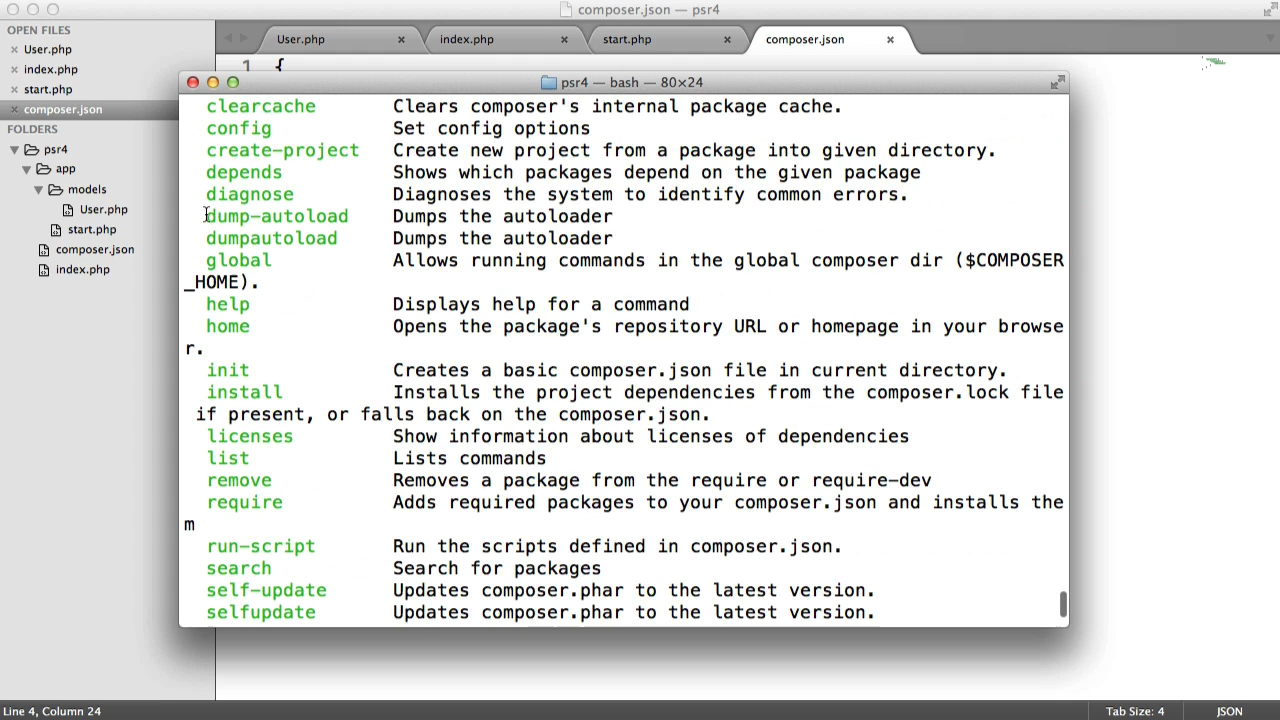 composer.json — psr4
OPEN FILES
User.php
index.php
start.php
composer.json
FOLDERS
psr4
app
models
User.php
start.php
composer.json
index.php
User.php
index.php
start.php
composer.json
1 {
psr4 — bash — 80×24
clearcache Clears composer's internal package cache.
config Set config options
create-project Create new project from a package into given directory.
depends Shows which packages depend on the given package
diagnose Diagnoses the system to identify common errors.
dump-autoload Dumps the autoloader
dumpautoload Dumps the autoloader
global Allows running commands in the global composer dir ($COMPOSER
_HOME).
help Displays help for a command
home Opens the package's repository URL or homepage in your browse
r.
init Creates a basic composer.json file in current directory.
install Installs the project dependencies from the composer.lock file
if present, or falls back on the composer.json.
licenses Show information about licenses of dependencies
list Lists commands
remove Removes a package from the require or require-dev
require Adds required packages to your composer.json and installs the
m
run-script Run the scripts defined in composer.json.
search Search for packages
self-update Updates composer.phar to the latest version.
selfupdate Updates composer.phar to the latest version.
Line 4, Column 24
Tab Size: 4
JSON